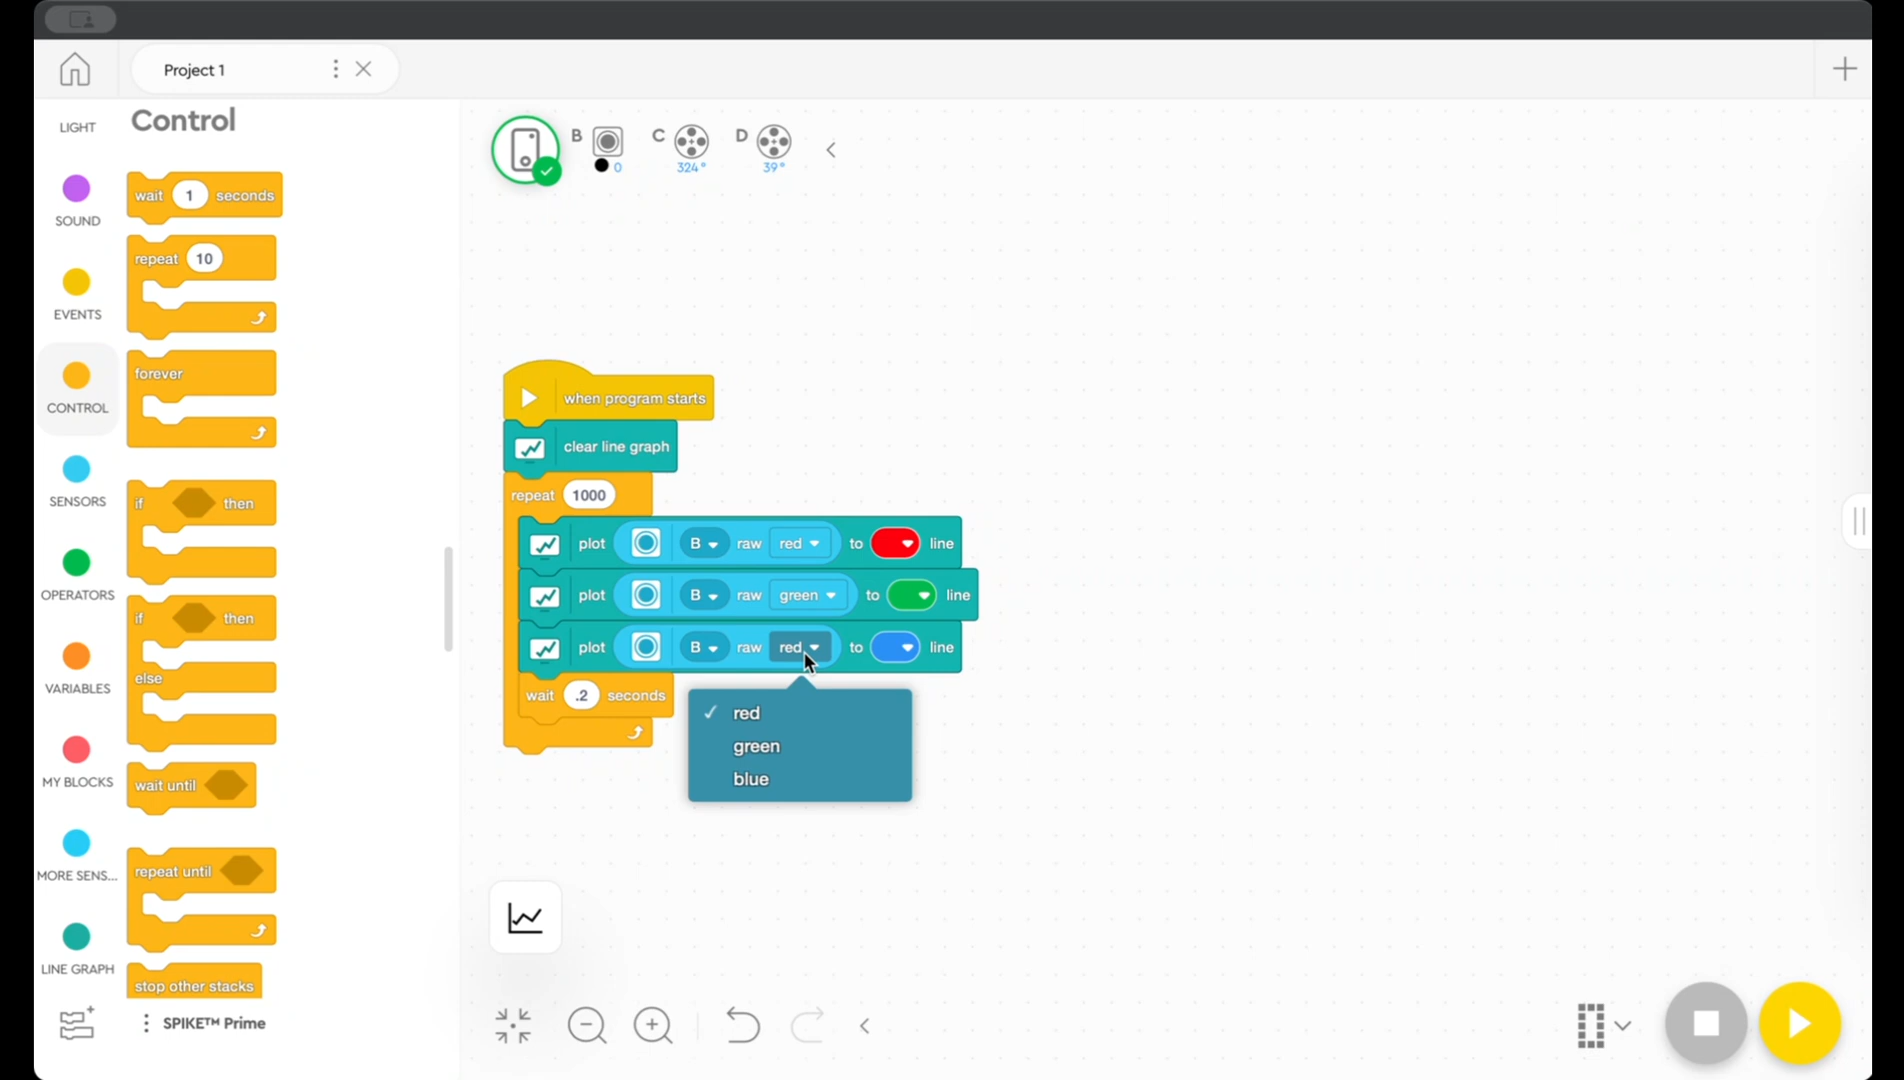 Project 1
LIGHT
SOUND
EVENTS
CONTROL
SENSORS
OPERATORS
VARIABLES
MY BLOCKS
MORE SENS...
LINE GRAPH
Control
wait 1 seconds
repeat 10
forever
if then
if then
else
wait until
repeat until
stop other stacks
SPIKE™ Prime
B 0
C 324°
D 39°
when program starts
clear line graph
repeat 1000
plot B raw red to line
plot B raw green to line
plot B raw red to line
wait .2 seconds
✓ red
green
blue